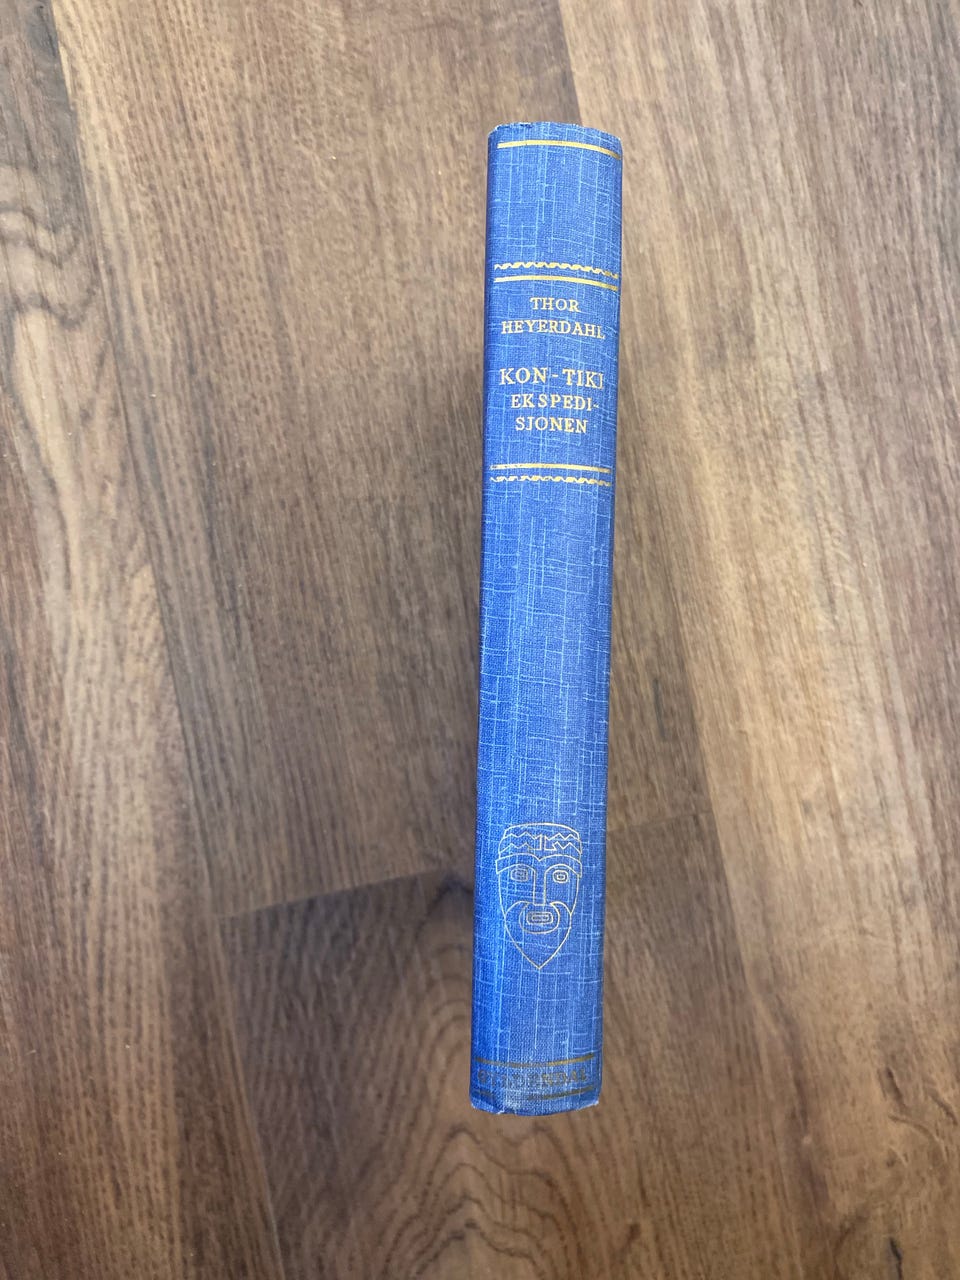 THOR
HEYERDAHL
KON-TIKI
EKSPEDI-
SJONEN